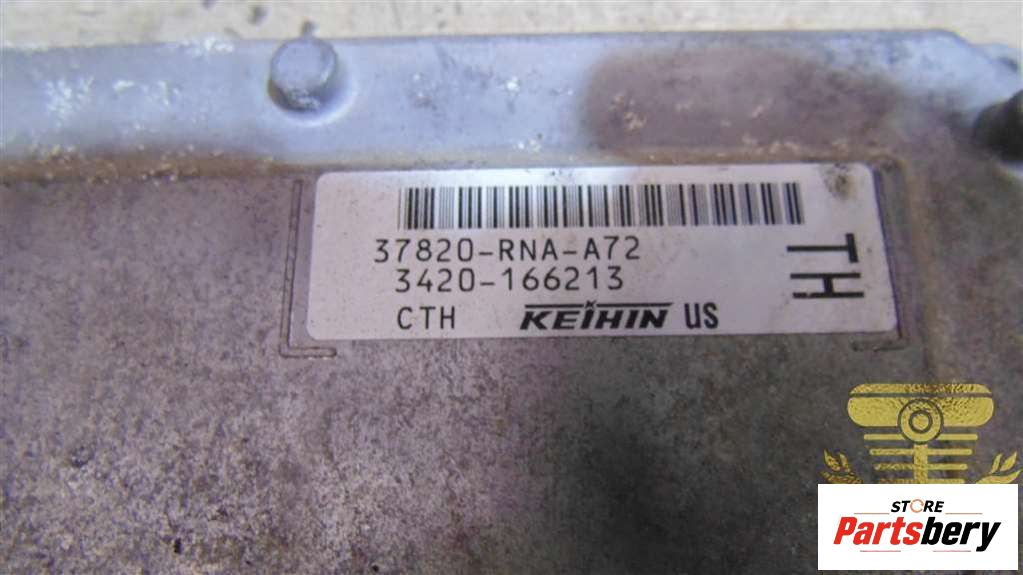 37820-RNA-A72
3420-166213
CTH KEIHIN US
TH
STORE
Partsbery